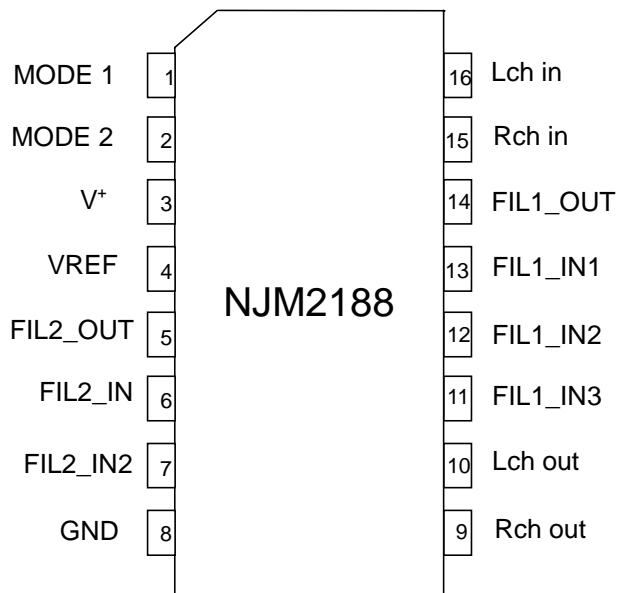 MODE 1 1 16 Lch in
MODE 2 2 15 Rch in
V+ 3 14 FIL1_OUT
VREF 4 13 FIL1_IN1
NJM2188
FIL2_OUT 5 12 FIL1_IN2
FIL2_IN 6 11 FIL1_IN3
FIL2_IN2 7 10 Lch out
GND 8 9 Rch out